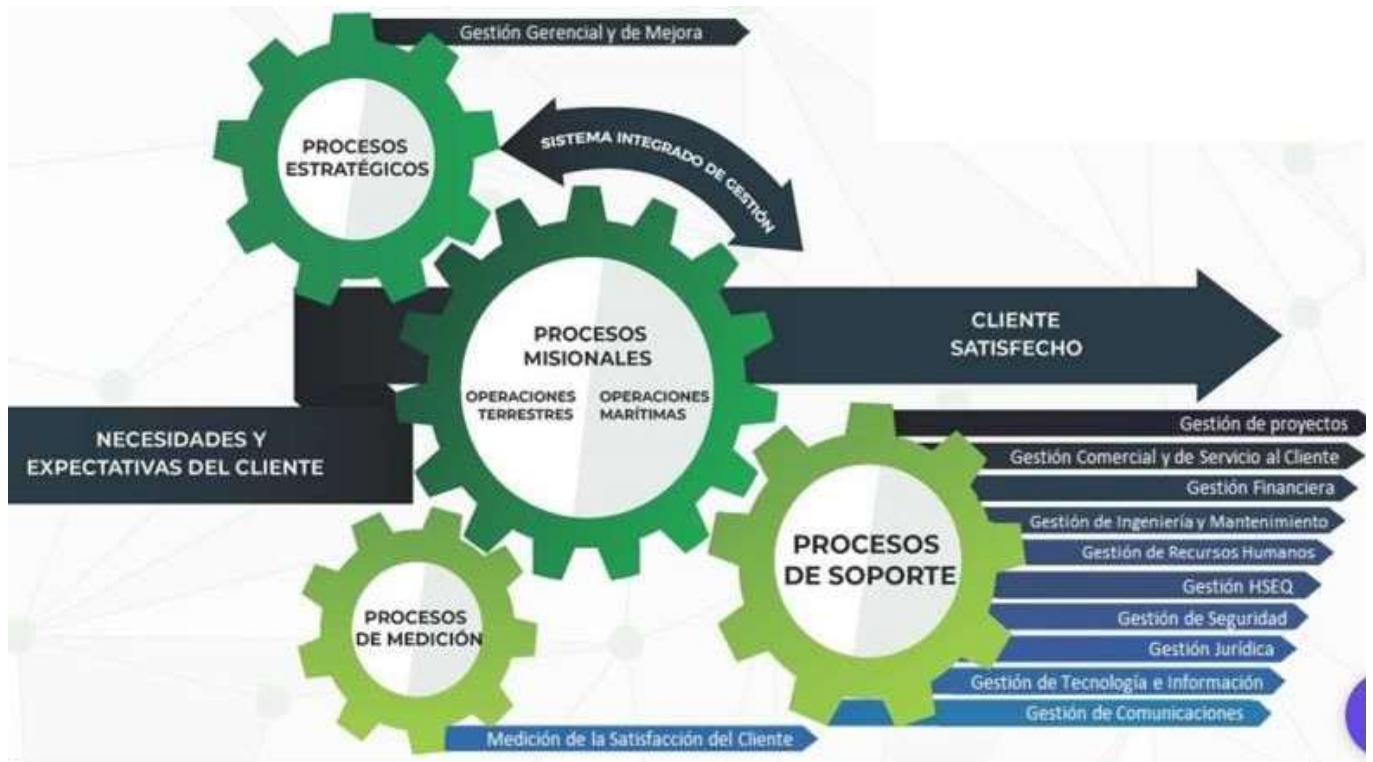 Gestión Gerencial y de Mejora
PROCESOS
ESTRATÉGICOS
SISTEMA INTEGRADO DE GESTIÓN
PROCESOS
MISIONALES
OPERACIONES
TERRESTRES
OPERACIONES
MARÍTIMAS
CLIENTE
SATISFECHO
NECESIDADES Y
EXPECTATIVAS DEL CLIENTE
PROCESOS
DE SOPORTE
Gestión de proyectos
Gestión Comercial y de Servicio al Cliente
Gestión Financiera
Gestión de Ingeniería y Mantenimiento
Gestión de Recursos Humanos
Gestión HSEQ
Gestión de Seguridad
Gestión Jurídica
Gestión de Tecnología e Información
Gestión de Comunicaciones
PROCESOS
DE MEDICIÓN
Medición de la Satisfacción del Cliente